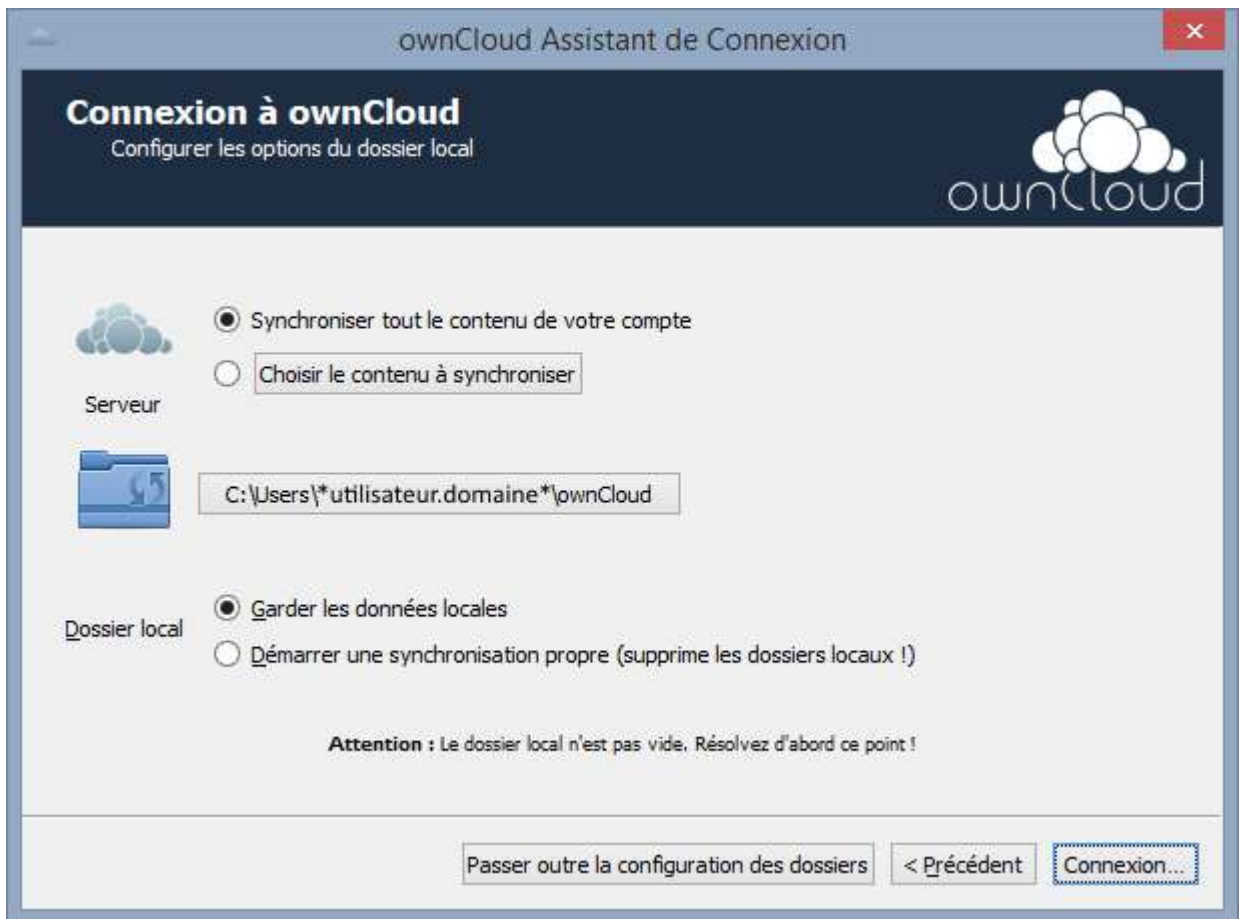 ownCloud Assistant de Connexion
Connexion à ownCloud
Configurer les options du dossier local
ownCloud
Synchroniser tout le contenu de votre compte
Choisir le contenu à synchroniser
Serveur
C:\Users\*utilisateur.domaine*\ownCloud
Garder les données locales
Dossier local
Démarrer une synchronisation propre (supprime les dossiers locaux !)
Attention : Le dossier local n'est pas vide. Résolvez d'abord ce point !
Passer outre la configuration des dossiers
< Précédent
Connexion...